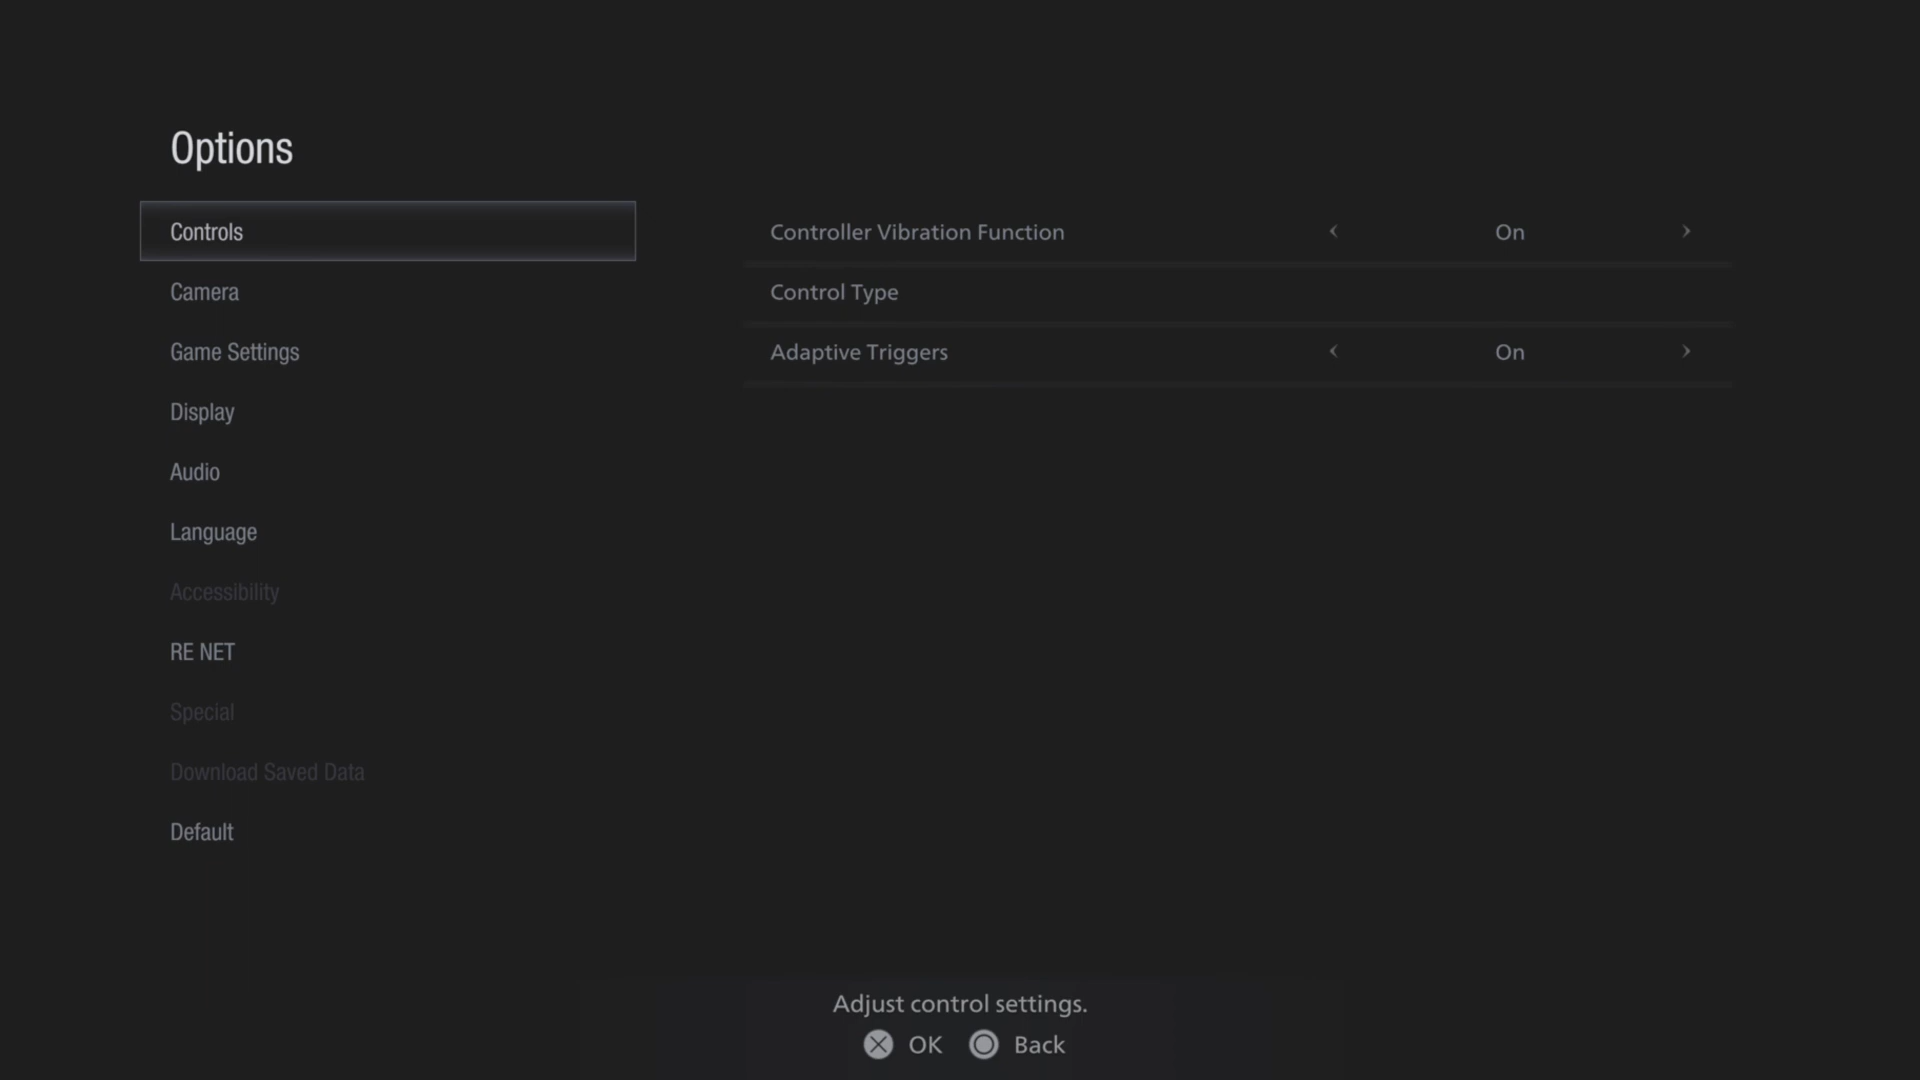 Options
Controls
Camera
Game Settings
Display
Audio
Language
Accessibility
RE NET
Special
Download Saved Data
Default
Controller Vibration Function On
Control Type
Adaptive Triggers On
Adjust control settings.
OK Back